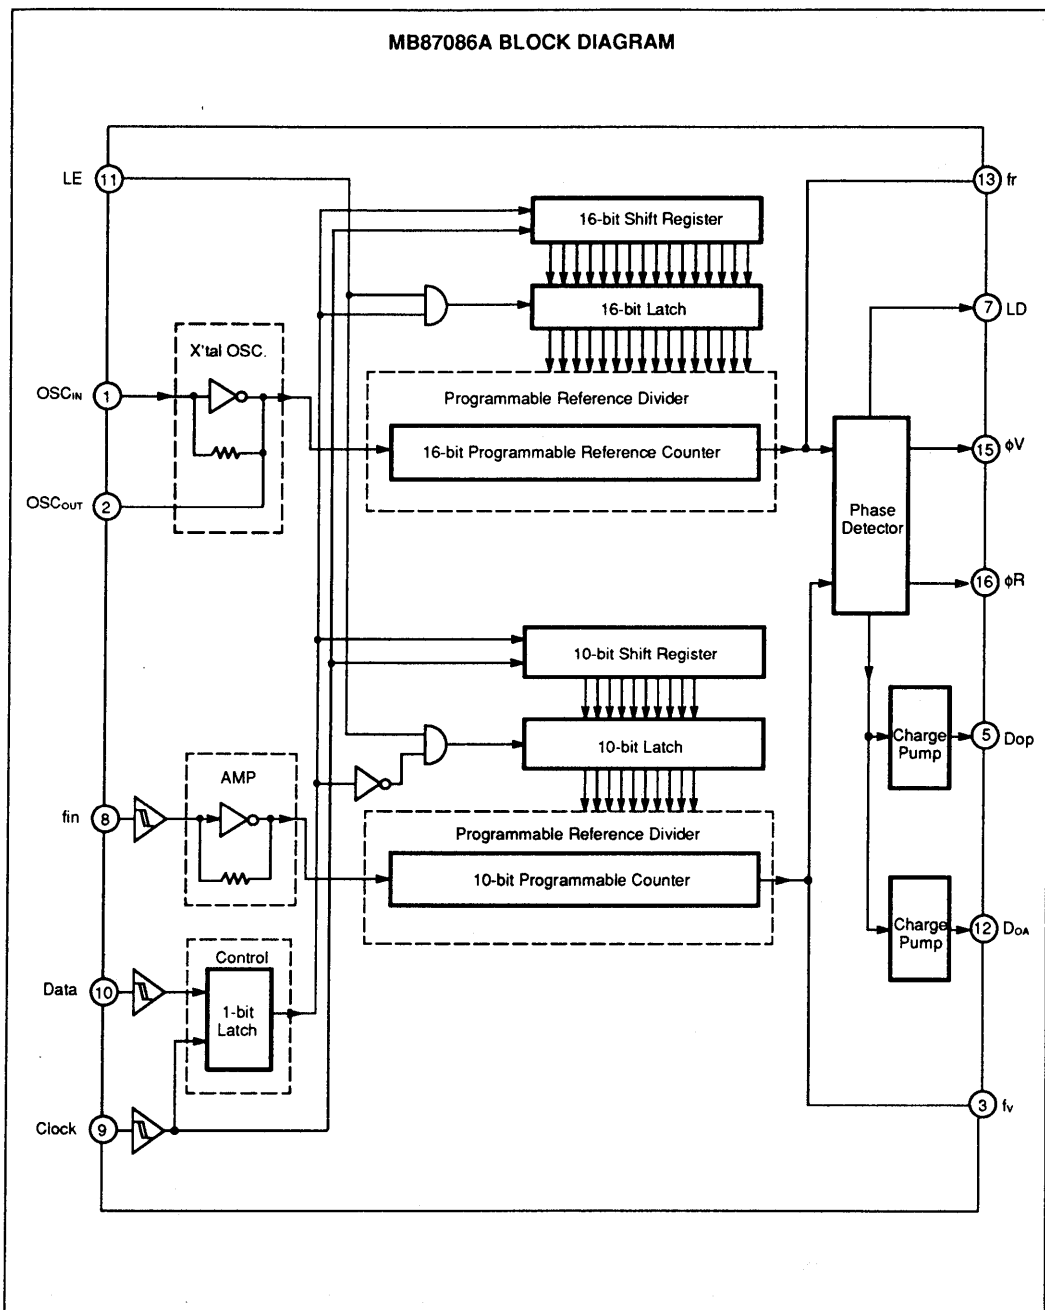 MB87086A BLOCK DIAGRAM
LE 11
13 fr
16-bit Shift Register
16-bit Latch
7 LD
X'tal OSC.
OSCIN 1
Programmable Reference Divider
16-bit Programmable Reference Counter
15 ϕV
OSCOUT 2
Phase
Detector
16 ϕR
10-bit Shift Register
10-bit Latch
Charge
Pump
5 Dop
AMP
fin 8
Programmable Reference Divider
10-bit Programmable Counter
Charge
Pump
12 DOA
Control
Data 10
1-bit
Latch
Clock 9
3 fv